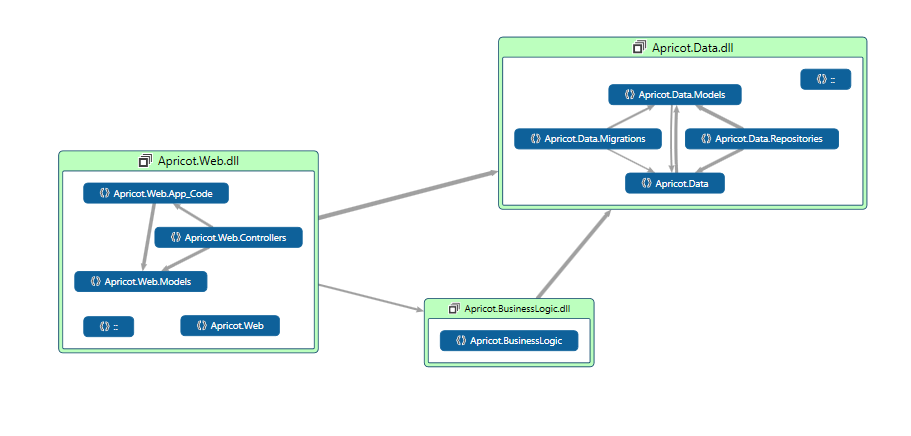 Apricot.Data.dll
::
Apricot.Data.Models
Apricot.Data.Migrations
Apricot.Data.Repositories
Apricot.Data
Apricot.Web.dll
Apricot.Web.App_Code
Apricot.Web.Controllers
Apricot.Web.Models
::
Apricot.Web
Apricot.BusinessLogic.dll
Apricot.BusinessLogic